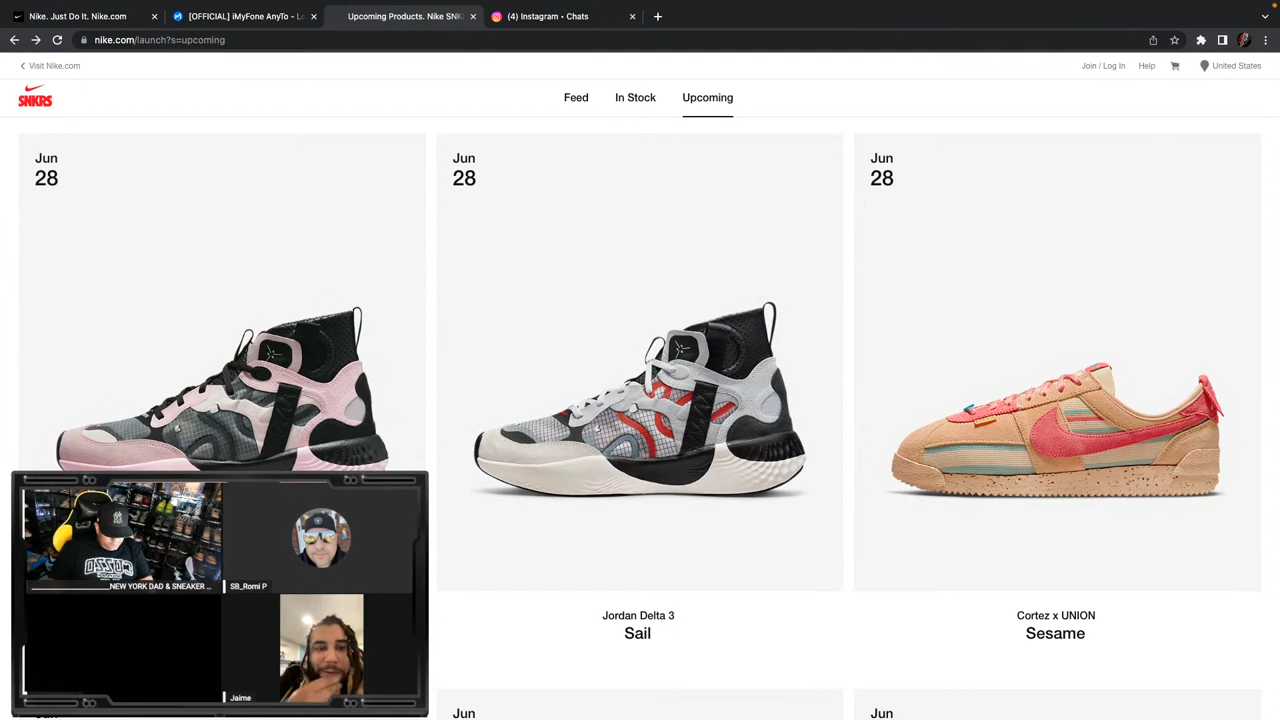 Nike. Just Do It. Nike.com
[OFFICIAL] iMyFone AnyTo - Lo
Upcoming Products. Nike SNK
(4) Instagram • Chats
nike.com/launch?s=upcoming
Visit Nike.com
Join / Log In
Help
United States
SNKRS
Feed
In Stock
Upcoming
Jun
28
Jun
28
Jun
28
NEW YORK DAD & SNEAKER ...
SB_Romi P
Jaime
Jordan Delta 3
Sail
Cortez x UNION
Sesame
Jun
Jun